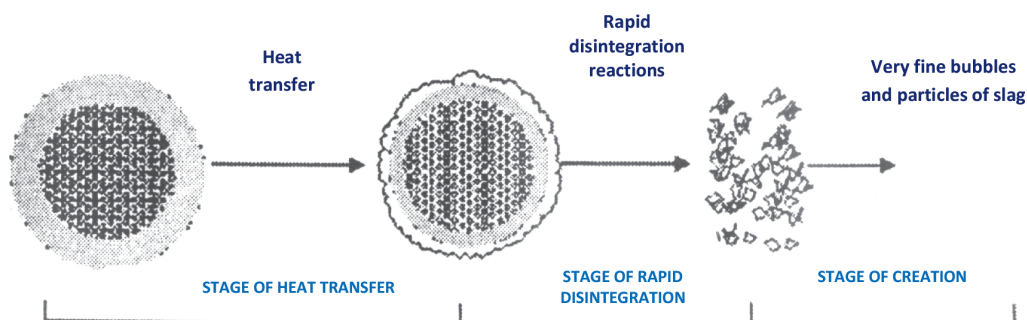 Heat
transfer
Rapid
disintegration
reactions
Very fine bubbles
and particles of slag
STAGE OF HEAT TRANSFER
STAGE OF RAPID
DISINTEGRATION
STAGE OF CREATION